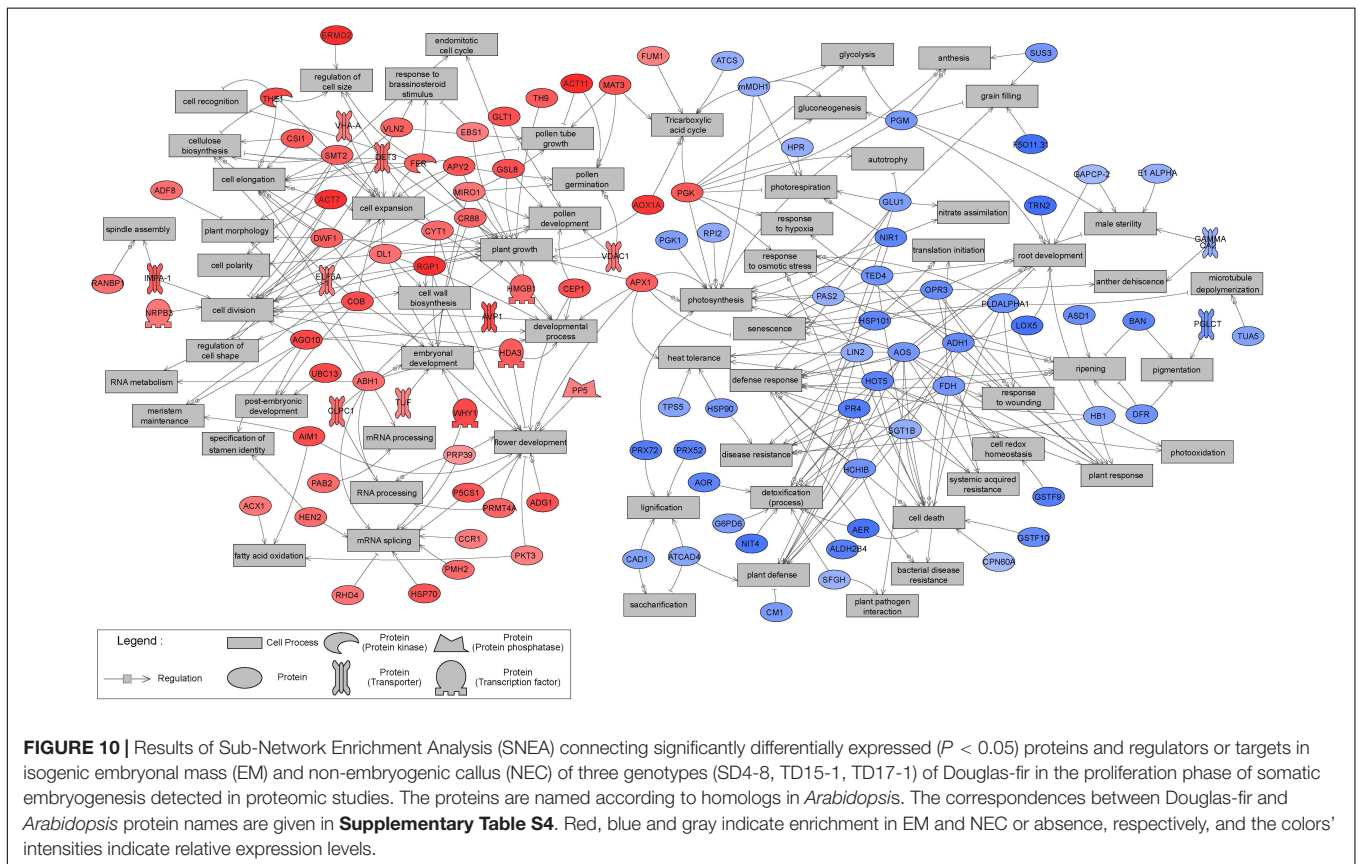 ERMO2
endomitotic cell cycle
regulation of cell size
response to brassinosteroid stimulus
cell recognition
THE1
ACT11
MAT3
FUM1
ATCS
glycolysis
anthesis
SUS3
mMDH1
VHA-A
VLN2
GLT1
TH9
gluconeogenesis
grain filling
CSI1
EBS1
pollen tube growth
Tricarboxylic acid cycle
PGM
cellulose biosynthesis
SMT2
DET3
FER
APY2
GSL8
HPR
autotrophy
F5O11.31
cell elongation
MIRO1
pollen germination
photorespiration
GAPCP-2
E1 ALPHA
ADF8
ACT7
cell expansion
CR88
pollen development
AOX1A
PGK
GLU1
TRN2
male sterility
spindle assembly
plant morphology
DWF1
CYT1
plant growth
response to hypoxia
nitrate assimilation
PGK1
RPI2
NIR1
translation initiation
root development
GAMMA CA2
cell polarity
DL1
RGP1
VDAC1
response to osmotic stress
TED4
anther dehiscence
RANBP1
IMPA-1
ELF5A
HMGB1
CEP1
APX1
photosynthesis
PAS2
OPR3
microtubule depolymerization
NRPB3
cell division
COB
cell wall biosynthesis
AVP1
developmental process
senescence
HSP101
PLDALPHA1
LOX5
ASD1
BAN
PGLCT
TUA5
regulation of cell shape
AGO10
embryonal development
HDA3
heat tolerance
LIN2
AOS
ADH1
RNA metabolism
UBC13
ABH1
PP5
defense response
HOT5
FDH
ripening
pigmentation
meristem maintenance
post-embryonic development
CLPC1
mRNA processing
WHY1
TPS5
HSP90
PR4
response to wounding
HB1
DFR
specification of stamen identity
AIM1
flower development
SGT1B
PRP39
PRX72
PRX52
disease resistance
cell redox homeostasis
photooxidation
PAB2
RNA processing
P5CS1
PRMT4A
ADG1
AOR
detoxification (process)
HCHIB
systemic acquired resistance
plant response
ACX1
HEN2
lignification
G6PD6
AER
cell death
GSTF9
fatty acid oxidation
mRNA splicing
CCR1
PKT3
NIT4
ALDH2B4
GSTF10
PMH2
CAD1
ATCAD4
plant defense
SFGH
bacterial disease resistance
CPN60A
RHD4
HSP70
saccharification
CM1
plant pathogen interaction
Legend :
Cell Process
Protein (Protein kinase)
Protein (Protein phosphatase)
Regulation
Protein
Protein (Transporter)
Protein (Transcription factor)
FIGURE 10 | Results of Sub-Network Enrichment Analysis (SNEA) connecting significantly differentially expressed (P < 0.05) proteins and regulators or targets in
isogenic embryonal mass (EM) and non-embryogenic callus (NEC) of three genotypes (SD4-8, TD15-1, TD17-1) of Douglas-fir in the proliferation phase of somatic
embryogenesis detected in proteomic studies. The proteins are named according to homologs in Arabidopsis. The correspondences between Douglas-fir and
Arabidopsis protein names are given in Supplementary Table S4. Red, blue and gray indicate enrichment in EM and NEC or absence, respectively, and the colors'
intensities indicate relative expression levels.